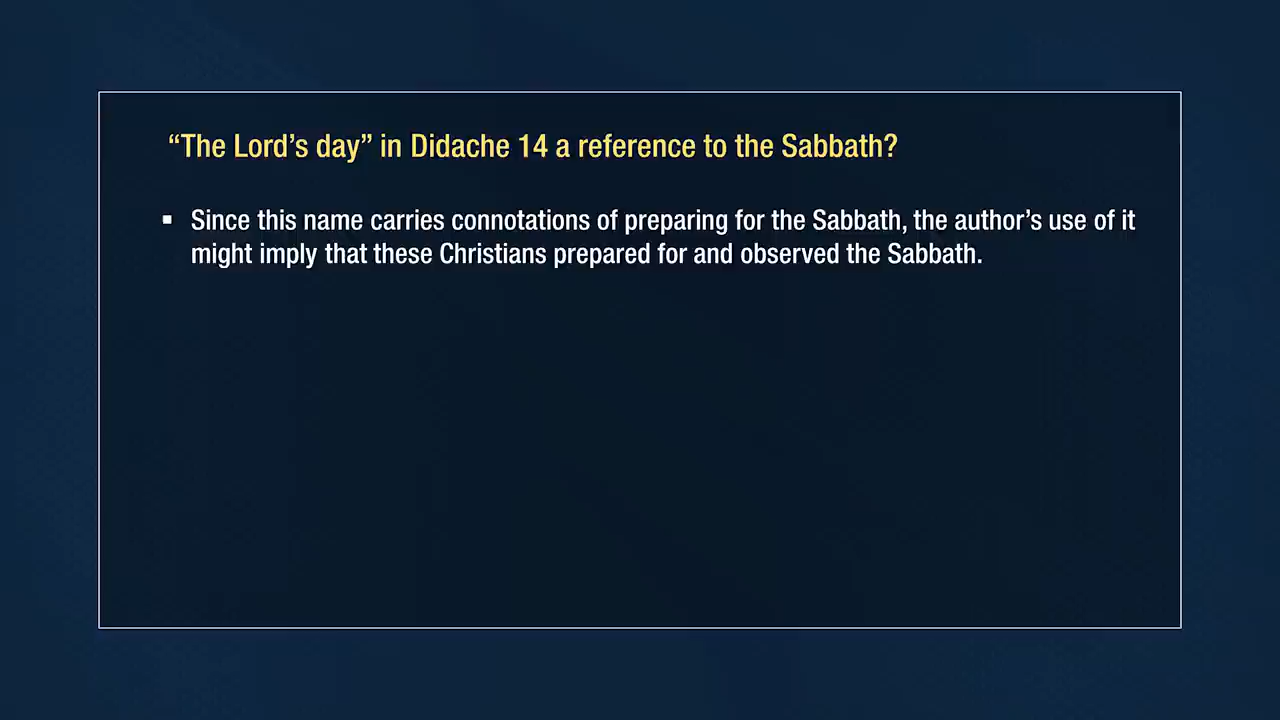 “The Lord’s day” in Didache 14 a reference to the Sabbath?
▪ Since this name carries connotations of preparing for the Sabbath, the author’s use of it
might imply that these Christians prepared for and observed the Sabbath.